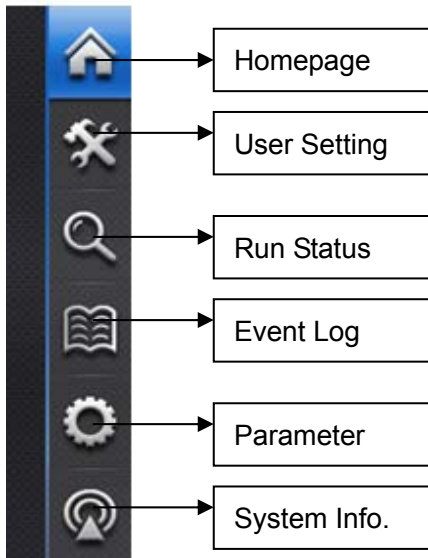 Homepage
User Setting
Run Status
Event Log
Parameter
System Info.